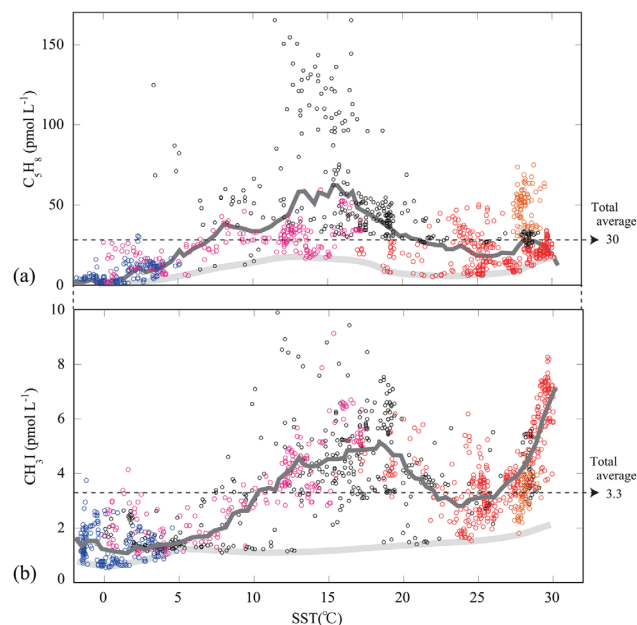 150
100
50
0
C5H8 (pmol L-1)
(a)
Total
average
30
10
8
6
4
2
0
CH3I (pmol L-1)
(b)
Total
average
3.3
0 5 10 15 20 25 30
SST(℃)